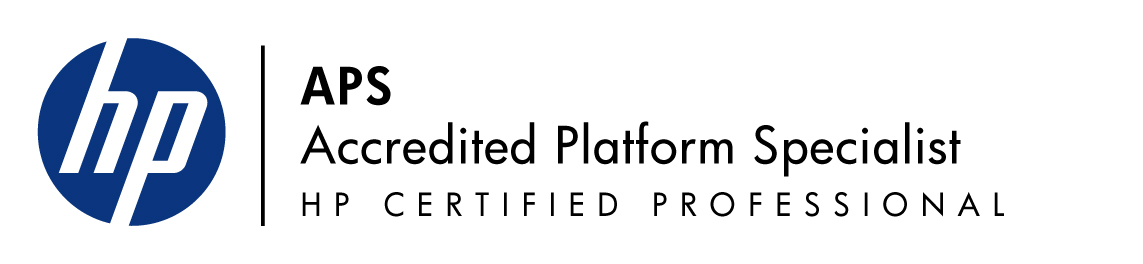 hp
APS
Accredited Platform Specialist
HP CERTIFIED PROFESSIONAL